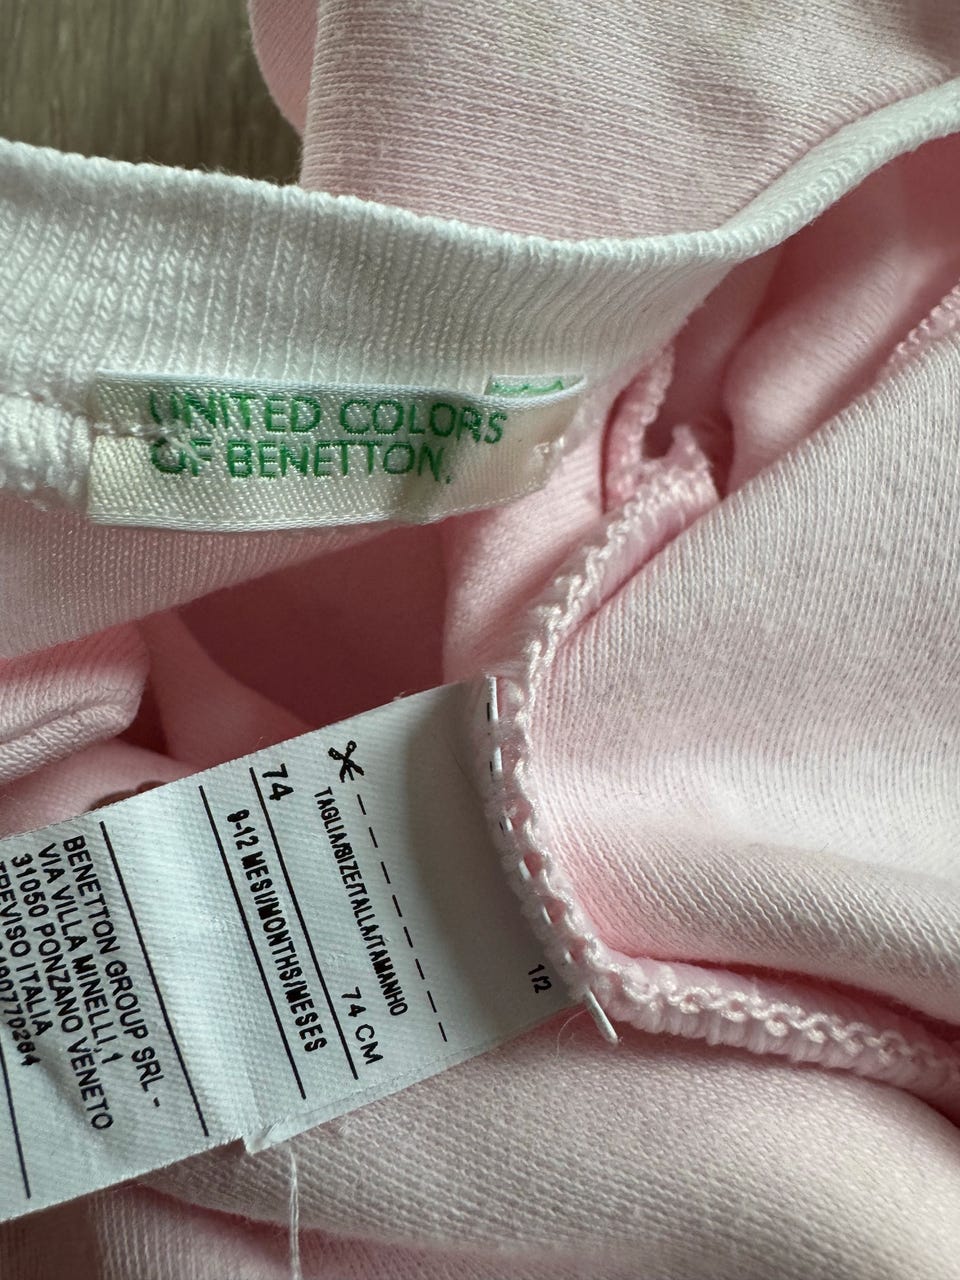 UNITED COLORS
OF BENETTON.
TAGLIA/SIZE/TALLA/TAMANHO
74
74 CM
9-12 MESI/MONTHS/MESES
1/2
BENETTON GROUP SRL -
VIA VILLA MINELLI, 1
31050 PONZANO VENETO
TREVISO ITALIA